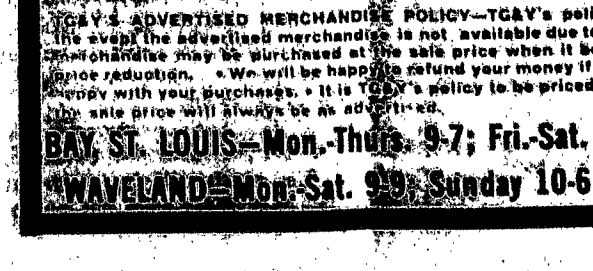 TG&Y'S ADVERTISED MERCHANDISE POLICY—TG&Y's poli
the event the advertised merchandise is not available due to
merchandise may be purchased at the sale price when it be
price reduction. • We will be happy to refund your money if
happy with your purchases. • It is TG&Y's policy to be priced
the sale price will always be as advertised.
BAY, ST. LOUIS—Mon.-Thurs. 9-7; Fri.-Sat.
WAVELAND—Mon.-Sat. 9-9; Sunday 10-6